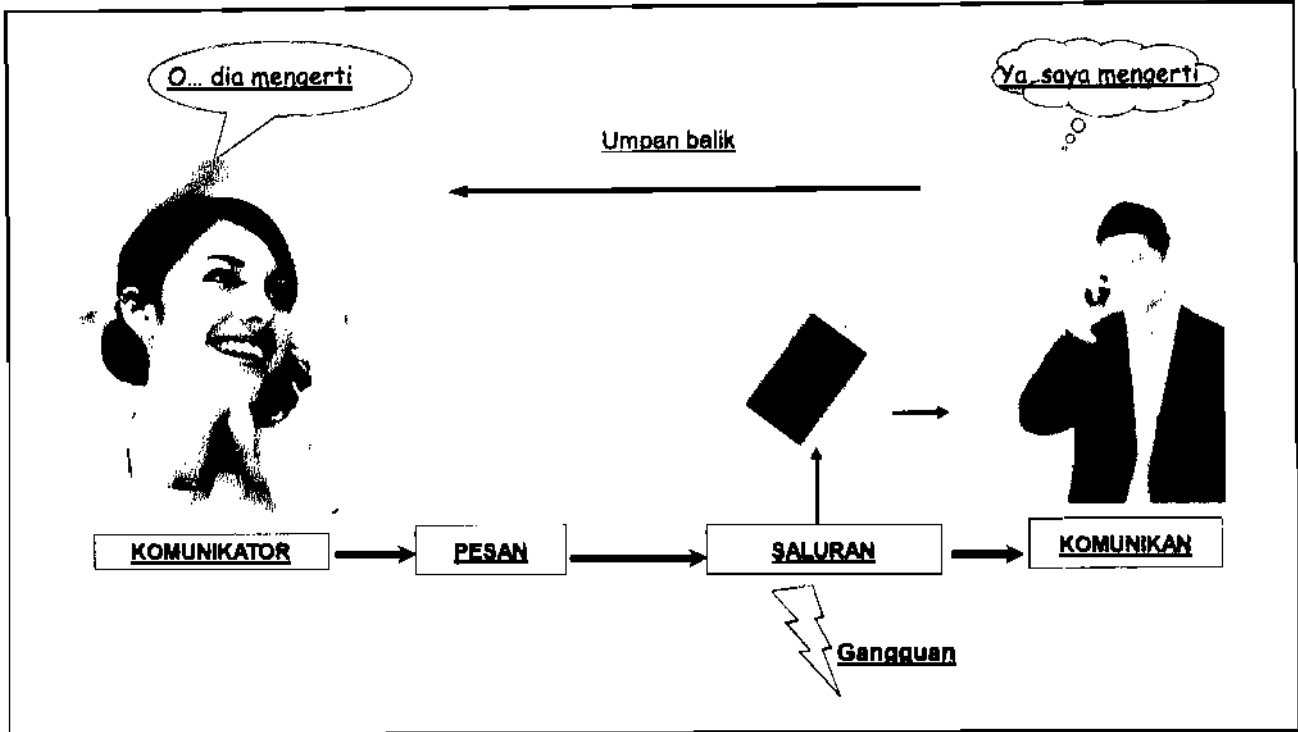 O... dia mengerti
Ya, saya mengerti
Umpan balik
KOMUNIKATOR
PESAN
SALURAN
KOMUNIKAN
Gangguan